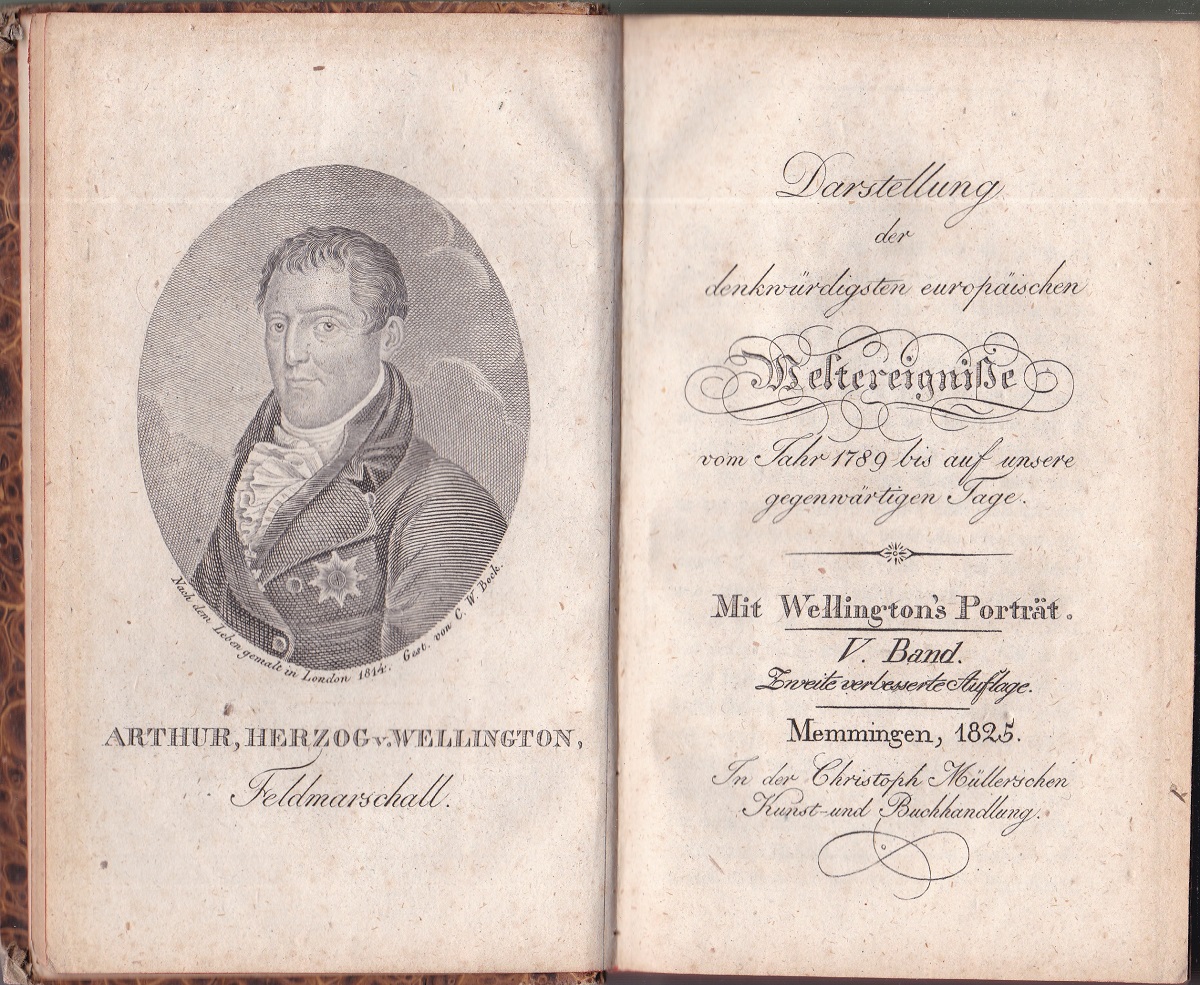 Nach dem Leben gemalt in London 1814. Gest. von C. W. Bock.
ARTHUR, HERZOG v. WELLINGTON,
Feldmarschall.
Darstellung
der
denkwürdigsten europäischen
Weltereigniße
vom Jahr 1789 bis auf unsere
gegenwärtigen Tage.
Mit Wellington's Porträt.
V. Band.
Zweite verbesserte Auflage.
Memmingen, 1825.
In der Christoph Müllerschen
Kunst-und Buchhandlung.